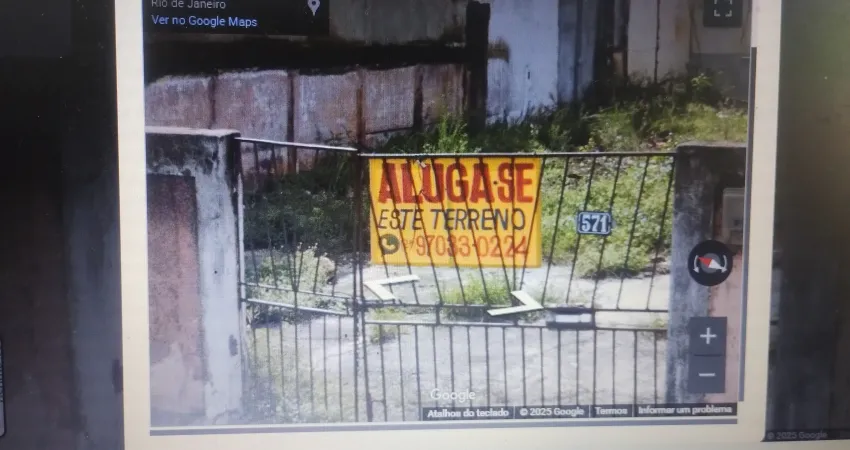 Rio de Janeiro
Ver no Google Maps
ALUGA-SE
ESTE TERRENO
97033-0224
571
Google
Atalhos do teclado © 2025 Google Termos Informar um problema
© 2025 Google